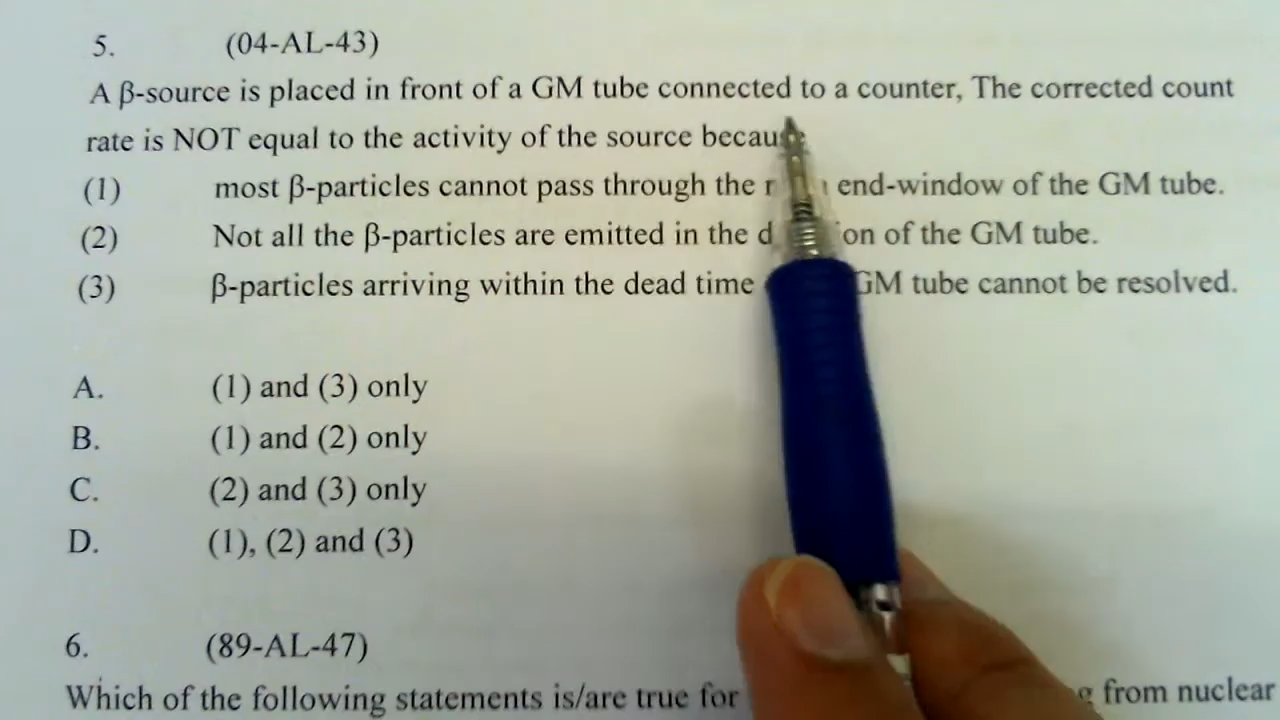 5. (04-AL-43)
A β-source is placed in front of a GM tube connected to a counter, The corrected count
rate is NOT equal to the activity of the source
(1) most β-particles cannot pass through the end-window of the GM tube.
(2) Not all the β-particles are emitted in the of the GM tube.
(3) β-particles arriving within the dead time GM tube cannot be resolved.
A. (1) and (3) only
B. (1) and (2) only
C. (2) and (3) only
D. (1), (2) and (3)
6. (89-AL-47)
Which of the following statements is/are true for from nuclear